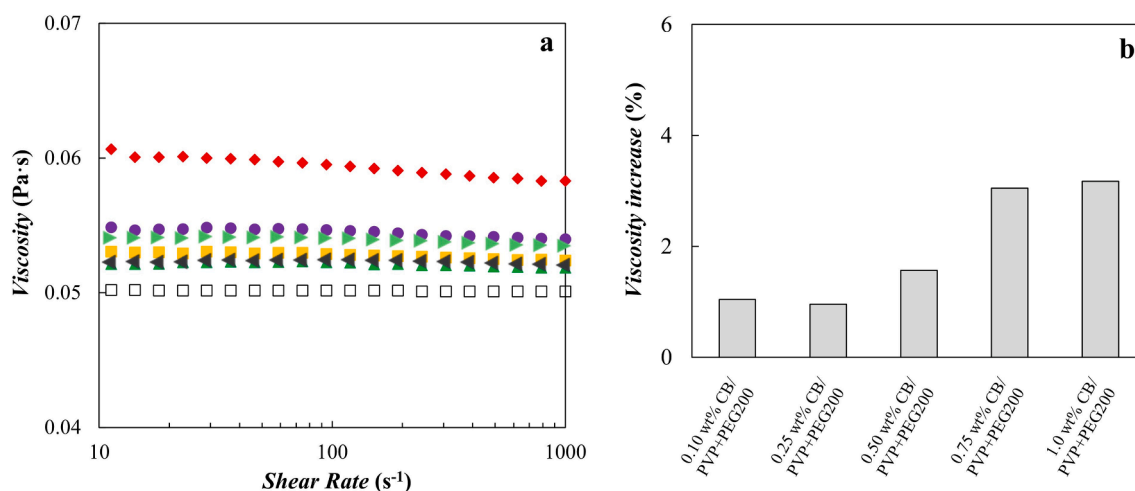 0.07
0.06
0.05
0.04
Viscosity (Pa·s)
a
10
100
1000
Shear Rate (s⁻¹)
6
4
2
0
Viscosity increase (%)
b
0.10 wt% CB/
PVP+PEG200
0.25 wt% CB/
PVP+PEG200
0.50 wt% CB/
PVP+PEG200
0.75 wt% CB/
PVP+PEG200
1.0 wt% CB/
PVP+PEG200